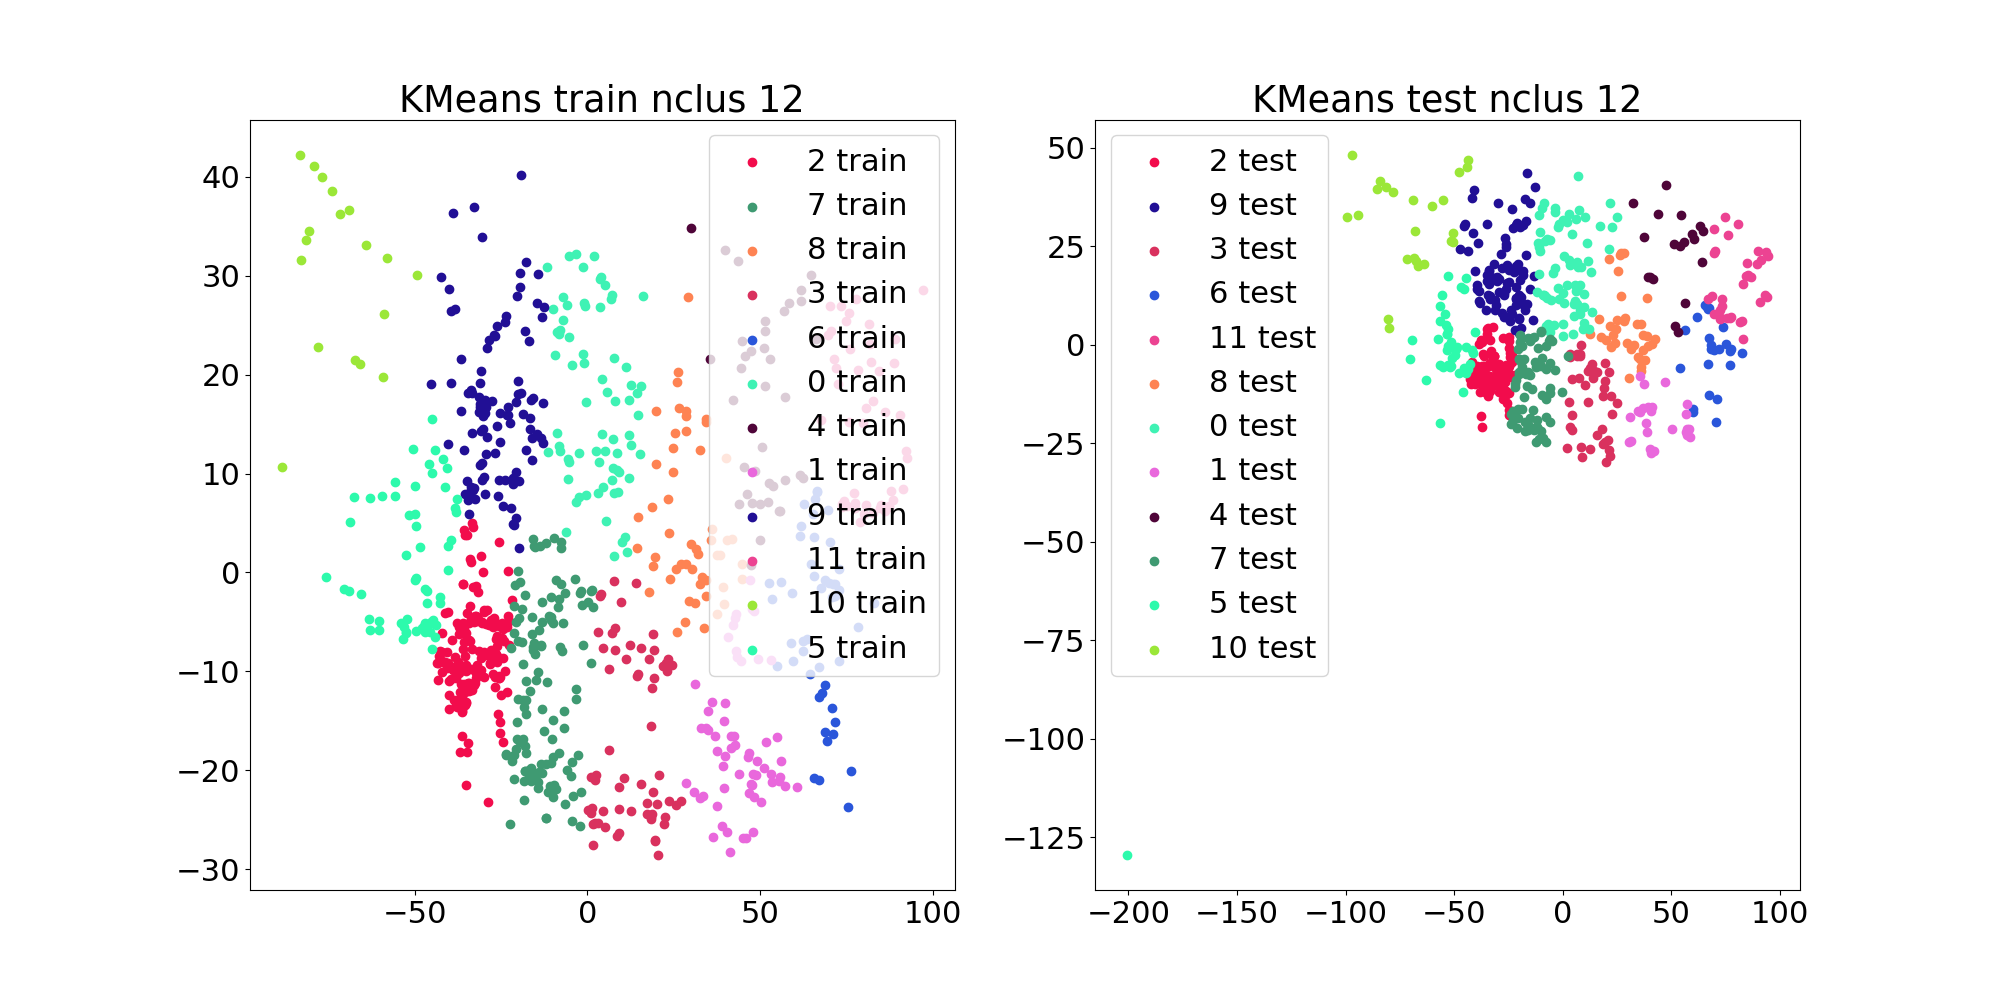 KMeans train nclus 12
40
30
20
10
0
−10
−20
−30
−50
0
50
100
2 train
7 train
8 train
3 train
6 train
0 train
4 train
1 train
9 train
11 train
10 train
5 train
KMeans test nclus 12
50
25
0
−25
−50
−75
−100
−125
−200
−150
−100
−50
0
50
100
2 test
9 test
3 test
6 test
11 test
8 test
0 test
1 test
4 test
7 test
5 test
10 test